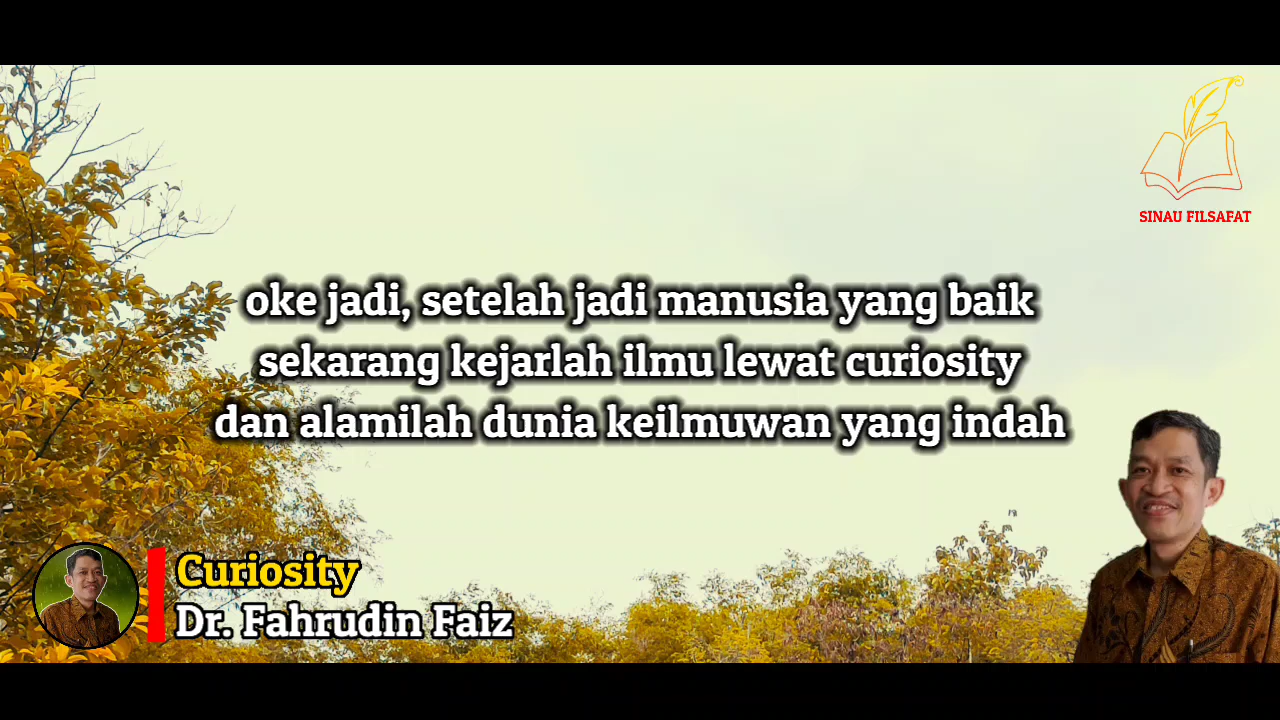 SINAU FILSAFAT
oke jadi, setelah jadi manusia yang baik
sekarang kejarlah ilmu lewat curiosity
dan alamilah dunia keilmuwan yang indah
Curiosity
Dr. Fahrudin Faiz